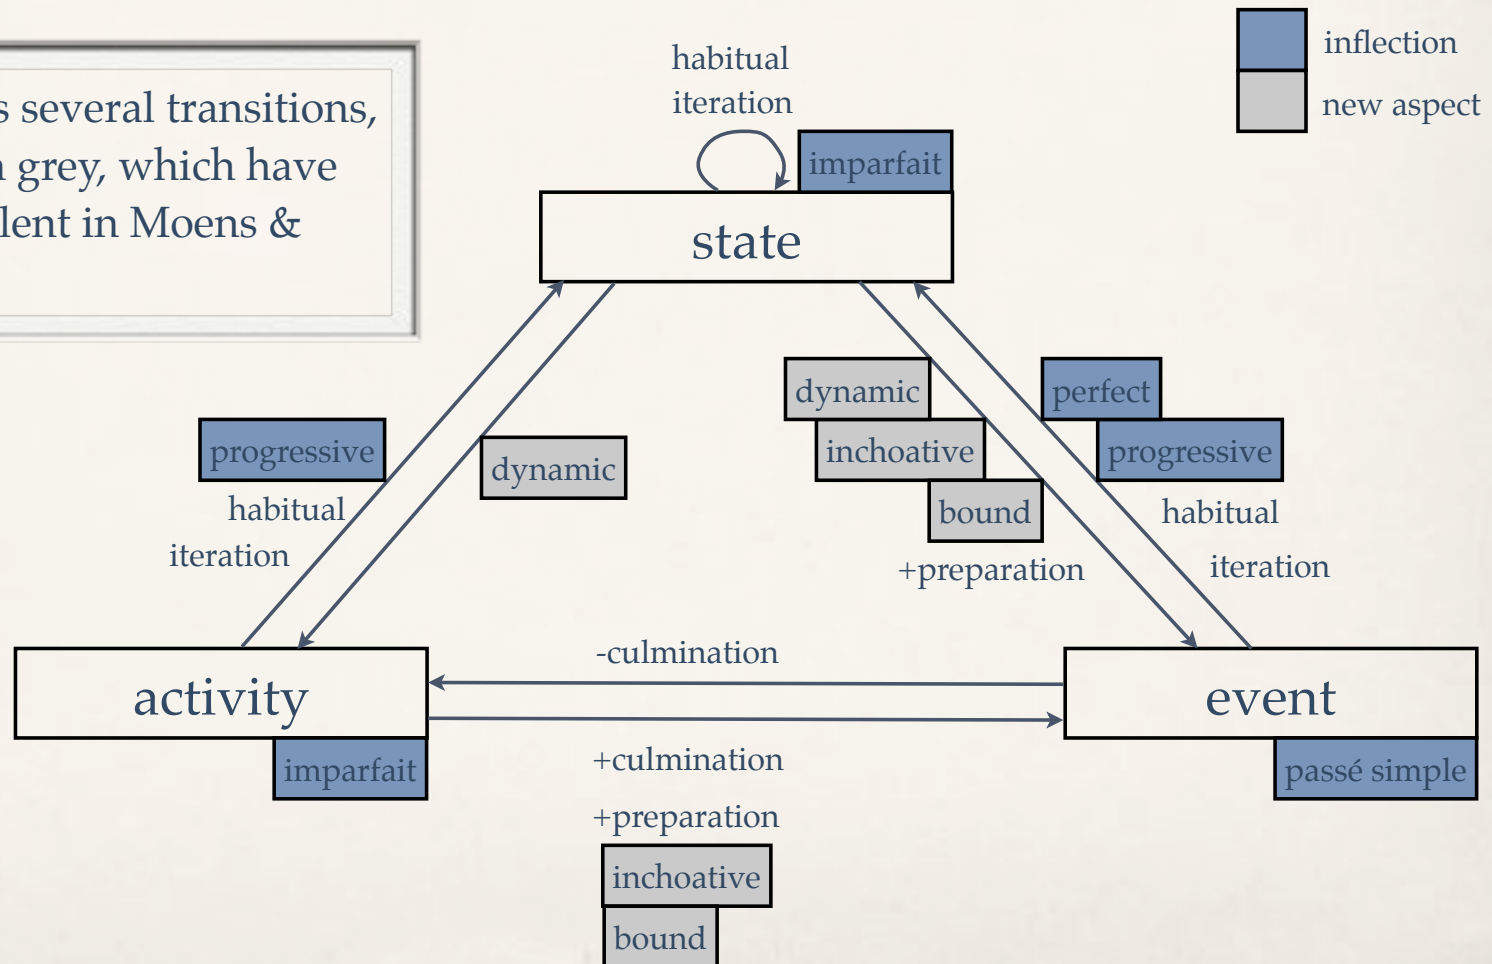 s several transitions,
grey, which have
lent in Moens &
inflection
new aspect
habitual
iteration
imparfait
state
dynamic
inchoative
bound
+preparation
perfect
progressive
habitual
iteration
progressive
habitual
iteration
dynamic
-culmination
activity
imparfait
event
passé simple
+culmination
+preparation
inchoative
bound